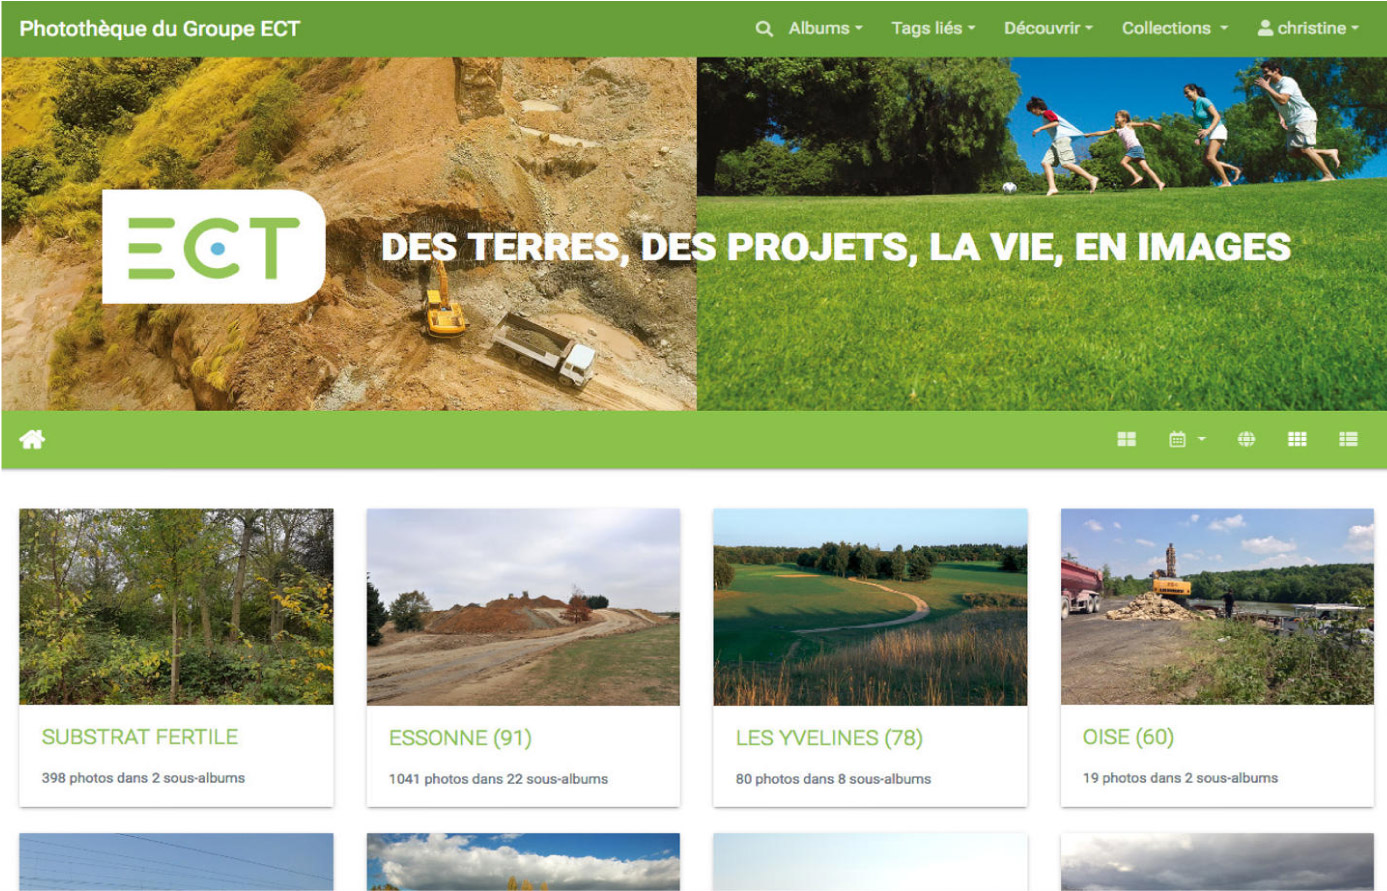 Photothèque du Groupe ECT
Albums
Tags liés
Découvrir
Collections
christine
ECT
DES TERRES, DES PROJETS, LA VIE, EN IMAGES
SUBSTRAT FERTILE
398 photos dans 2 sous-albums
ESSONNE (91)
1041 photos dans 22 sous-albums
LES YVELINES (78)
80 photos dans 8 sous-albums
OISE (60)
19 photos dans 2 sous-albums